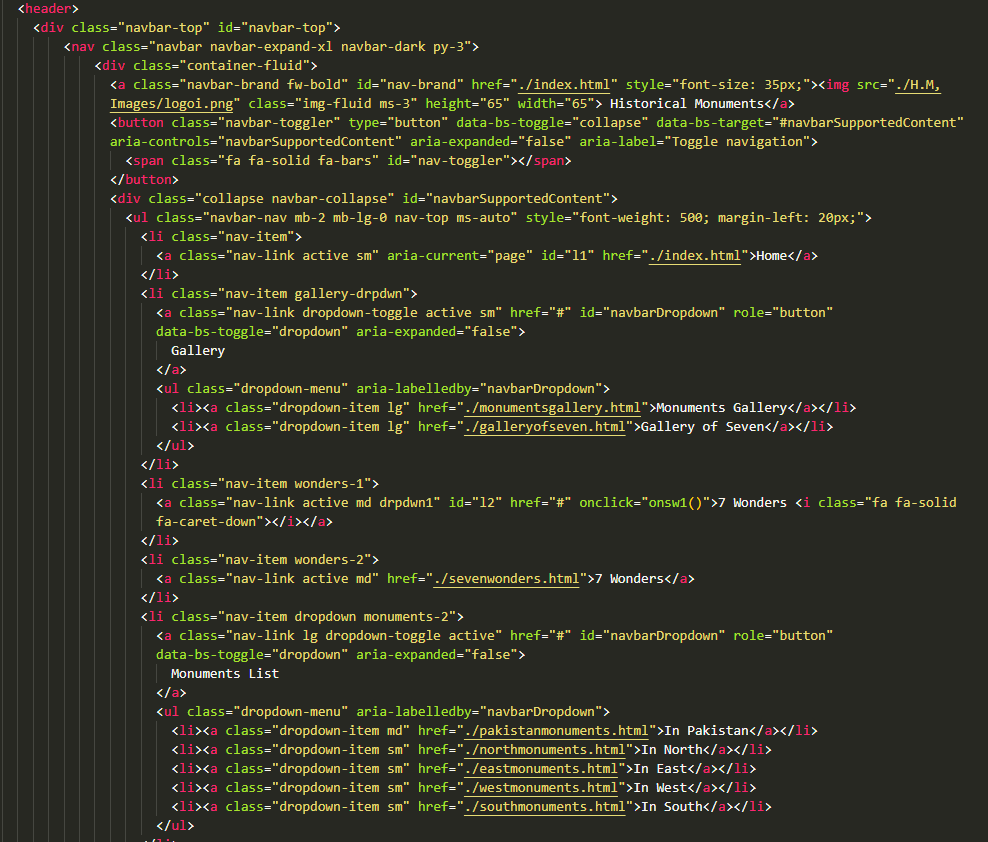 <header>
<div class="navbar-top" id="navbar-top">
<nav class="navbar navbar-expand-xl navbar-dark py-3">
<div class="container-fluid">
<a class="navbar-brand fw-bold" id="nav-brand" href="./index.html" style="font-size: 35px;"><img src="./H.M,
Images/logoi.png" class="img-fluid ms-3" height="65" width="65"> Historical Monuments</a>
<button class="navbar-toggler" type="button" data-bs-toggle="collapse" data-bs-target="#navbarSupportedContent"
aria-controls="navbarSupportedContent" aria-expanded="false" aria-label="Toggle navigation">
<span class="fa fa-solid fa-bars" id="nav-toggler"></span>
</button>
<div class="collapse navbar-collapse" id="navbarSupportedContent">
<ul class="navbar-nav mb-2 mb-lg-0 nav-top ms-auto" style="font-weight: 500; margin-left: 20px;">
<li class="nav-item">
<a class="nav-link active sm" aria-current="page" id="l1" href="./index.html">Home</a>
</li>
<li class="nav-item gallery-drpdwn">
<a class="nav-link dropdown-toggle active sm" href="#" id="navbarDropdown" role="button"
data-bs-toggle="dropdown" aria-expanded="false">
Gallery
</a>
<ul class="dropdown-menu" aria-labelledby="navbarDropdown">
<li><a class="dropdown-item lg" href="./monumentsgallery.html">Monuments Gallery</a></li>
<li><a class="dropdown-item lg" href="./galleryofseven.html">Gallery of Seven</a></li>
</ul>
</li>
<li class="nav-item wonders-1">
<a class="nav-link active md drpdwn1" id="l2" href="#" onclick="onsw1()">7 Wonders <i class="fa fa-solid
fa-caret-down"></i></a>
</li>
<li class="nav-item wonders-2">
<a class="nav-link active md" href="./sevenwonders.html">7 Wonders</a>
</li>
<li class="nav-item dropdown monuments-2">
<a class="nav-link lg dropdown-toggle active" href="#" id="navbarDropdown" role="button"
data-bs-toggle="dropdown" aria-expanded="false">
Monuments List
</a>
<ul class="dropdown-menu" aria-labelledby="navbarDropdown">
<li><a class="dropdown-item md" href="./pakistanmonuments.html">In Pakistan</a></li>
<li><a class="dropdown-item sm" href="./northmonuments.html">In North</a></li>
<li><a class="dropdown-item sm" href="./eastmonuments.html">In East</a></li>
<li><a class="dropdown-item sm" href="./westmonuments.html">In West</a></li>
<li><a class="dropdown-item sm" href="./southmonuments.html">In South</a></li>
</ul>